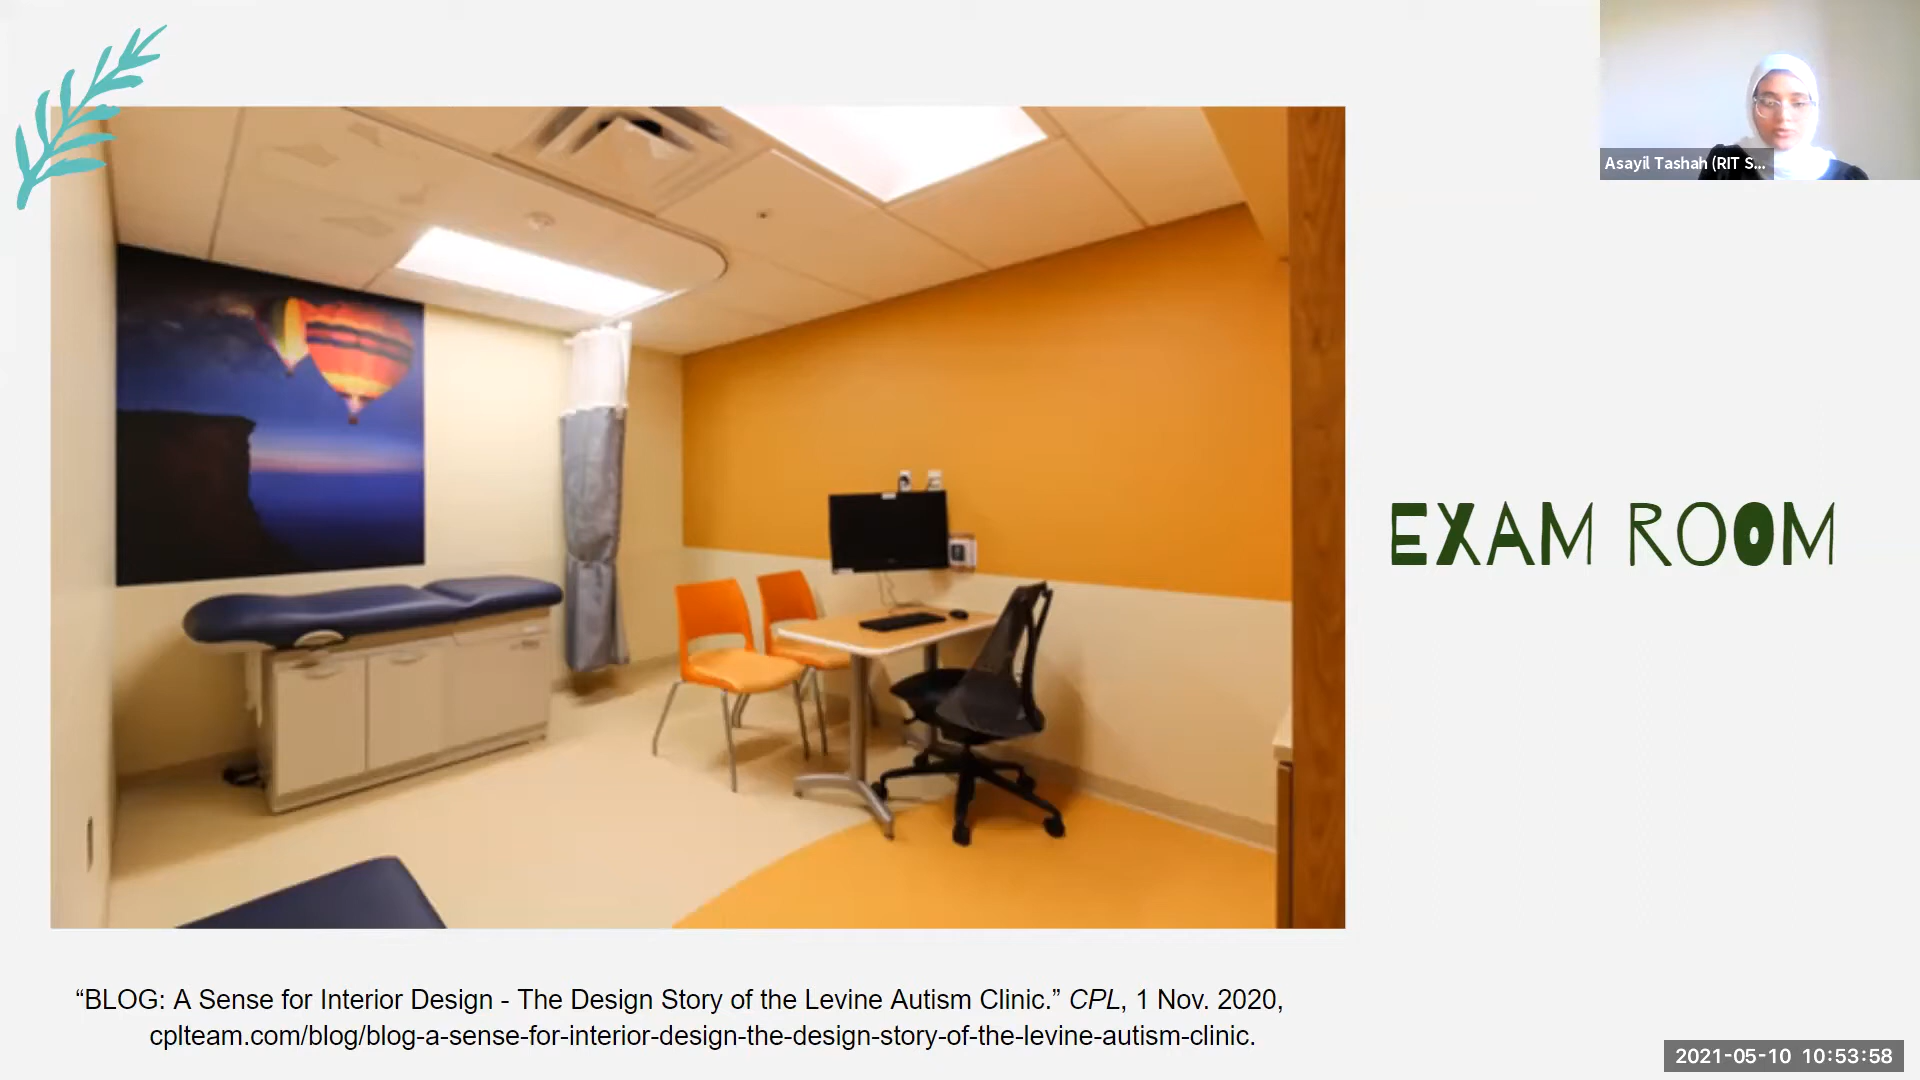 Asayil Tashah (RIT S...
EXAM ROOM
“BLOG: A Sense for Interior Design - The Design Story of the Levine Autism Clinic.” CPL, 1 Nov. 2020,
cplteam.com/blog/blog-a-sense-for-interior-design-the-design-story-of-the-levine-autism-clinic.
2021-05-10 10:53:58